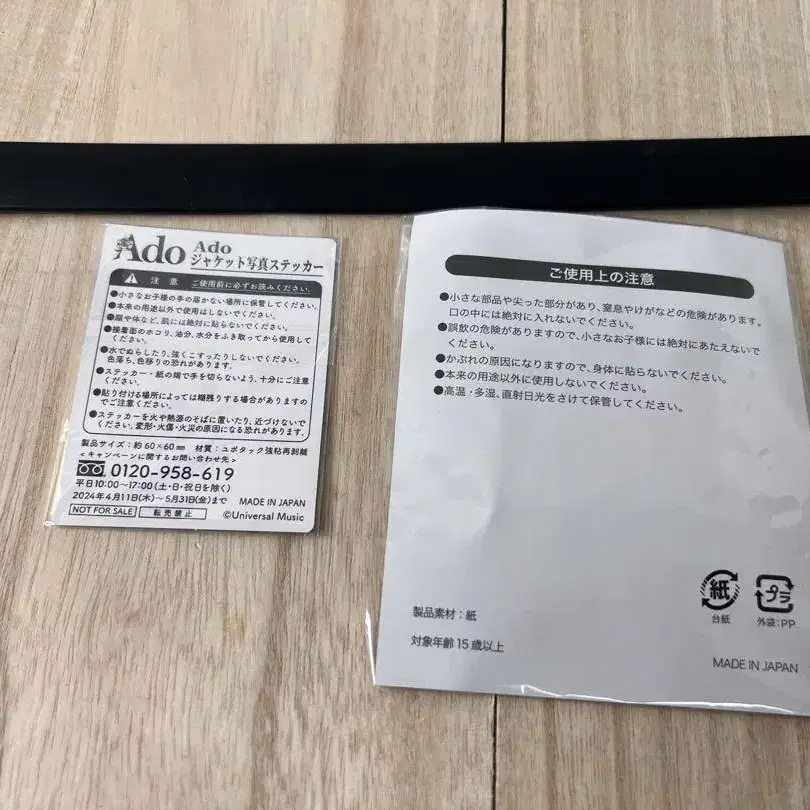 Ado
Ado
ジャケット写真ステッカー
注 意 ご使用前に必ずお読みください。
●小さなお子様の手の届かない場所に保管してください。
●本来の用途以外で使用はしないでください。
●顔や体など、肌には絶対に貼らないでください。
●接着面のホコリ、油分、水分をふき取ってから使用して
ください。
●水でぬらしたり、強くこすったりしないでください。
色落ち、色移りの恐れがあります。
●ステッカー・紙の端で手を切らないよう、十分にご注意
ください。
●貼り付ける場所によっては糊残りする場合がありますの
でご注意ください。
●ステッカーを火や熱源のそばに置いたり、近づけないで
ください。変形・火傷・火災の原因になる恐れがあります。
製品サイズ:約60×60㎜ 材質:ユポタック強粘再剥離
<キャンペーンに関するお問い合わせ先>
0120-958-619
平日10:00~17:00(土・日・祝日を除く)
2024年4月11日(木)~5月31日(金)まで MADE IN JAPAN
NOT FOR SALE 転売禁止 ©Universal Music
ご使用上の注意
●小さな部品や尖った部分があり、窒息やけがなどの危険があります。
口の中には絶対に入れないでください。
●誤飲の危険がありますので、小さなお子様には絶対にあたえないで
ください。
●かぶれの原因になりますので、身体に貼らないでください。
●本来の用途以外に使用しないでください。
●高温・多湿、直射日光をさけて保管してください。
紙 プラ
台紙 外袋:PP
製品素材:紙
対象年齢15歳以上
MADE IN JAPAN